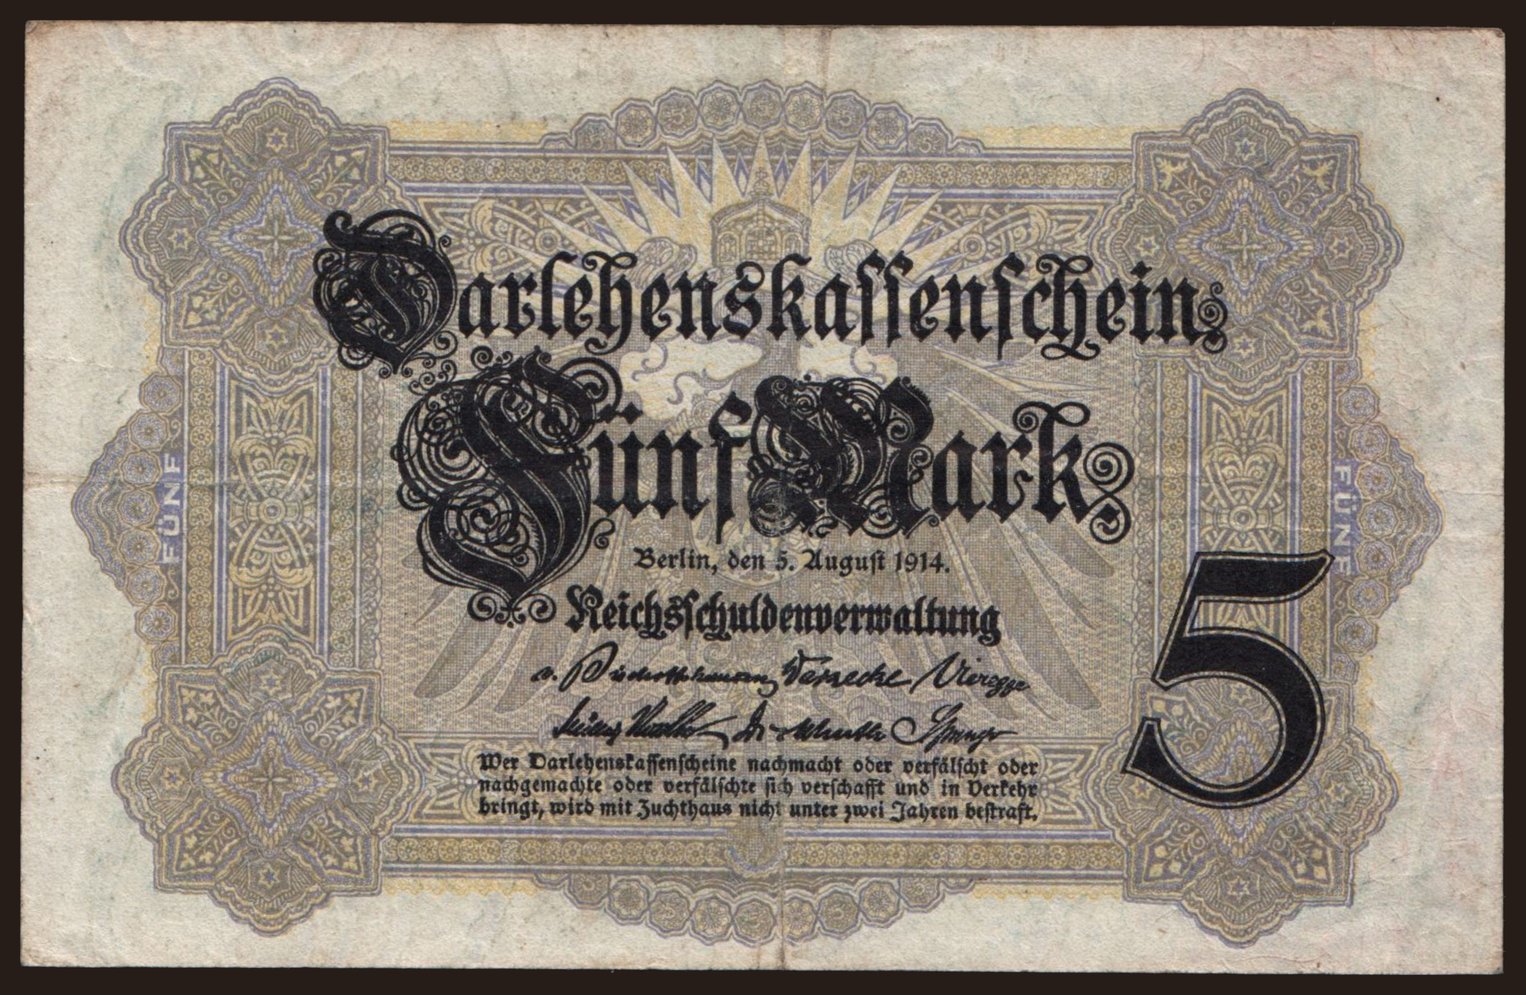 Darlehenskassenschein
Fünf Mark
Berlin, den 5. August 1914.
Reichsschuldenverwaltung
Wer Darlehenskassenscheine nachmacht oder verfälscht oder
nachgemachte oder verfälschte sich verschafft und in Verkehr
bringt, wird mit Zuchthaus nicht unter zwei Jahren bestraft.
5
FÜNF
FÜNF